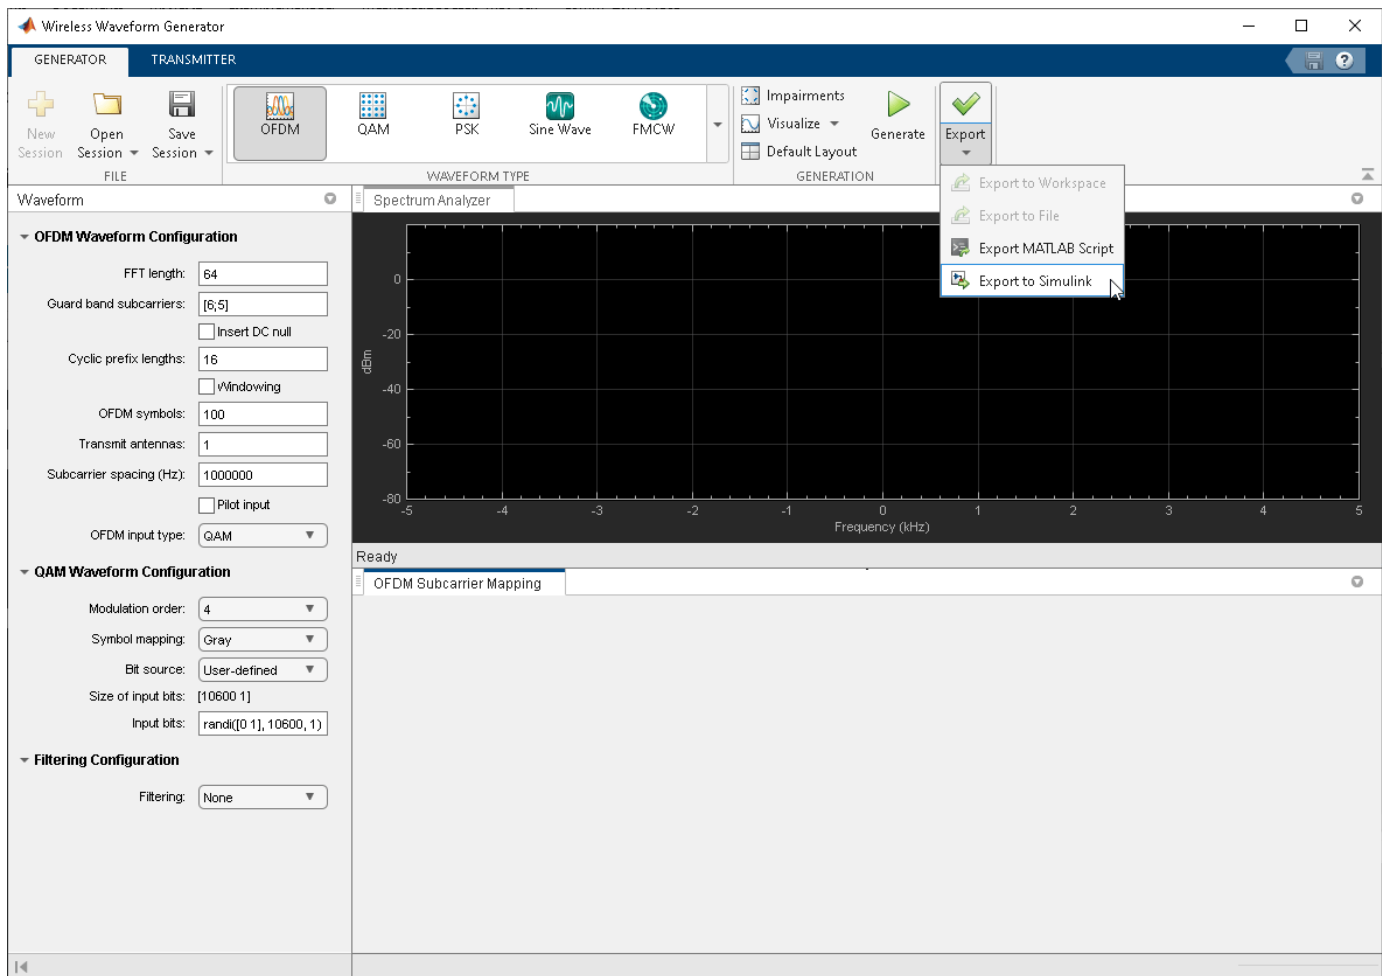 Wireless Waveform Generator
GENERATOR TRANSMITTER
New Session
Open Session
Save Session
FILE
OFDM QAM PSK Sine Wave FMCW
WAVEFORM TYPE
Impairments
Visualize
Default Layout
Generate
GENERATION
Export
Export to Workspace
Export to File
Export MATLAB Script
Export to Simulink
Waveform
OFDM Waveform Configuration
FFT length: 64
Guard band subcarriers: [6;5]
Insert DC null
Cyclic prefix lengths: 16
Windowing
OFDM symbols: 100
Transmit antennas: 1
Subcarrier spacing (Hz): 1000000
Pilot input
OFDM input type: QAM
QAM Waveform Configuration
Modulation order: 4
Symbol mapping: Gray
Bit source: User-defined
Size of input bits: [10600 1]
Input bits: randi([0 1], 10600, 1)
Filtering Configuration
Filtering: None
Spectrum Analyzer
dBm
0
-20
-40
-60
-80
-5 -4 -3 -2 -1 0 1 2 3 4 5
Frequency (kHz)
Ready
OFDM Subcarrier Mapping